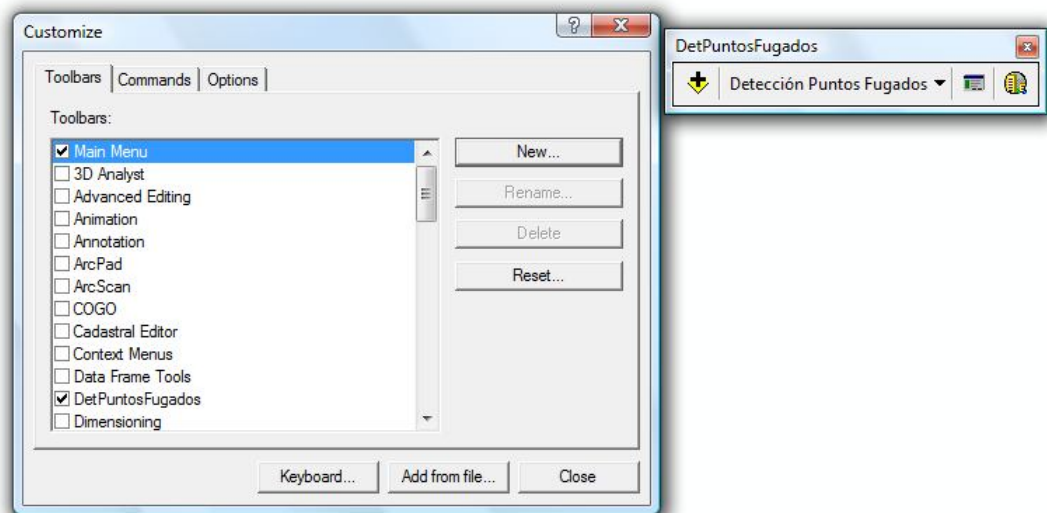 Customize
Toolbars Commands Options
Toolbars:
Main Menu
3D Analyst
Advanced Editing
Animation
Annotation
ArcPad
ArcScan
COGO
Cadastral Editor
Context Menus
Data Frame Tools
DetPuntosFugados
Dimensioning
New...
Rename...
Delete
Reset...
Keyboard... Add from file... Close
DetPuntosFugados
Detección Puntos Fugados